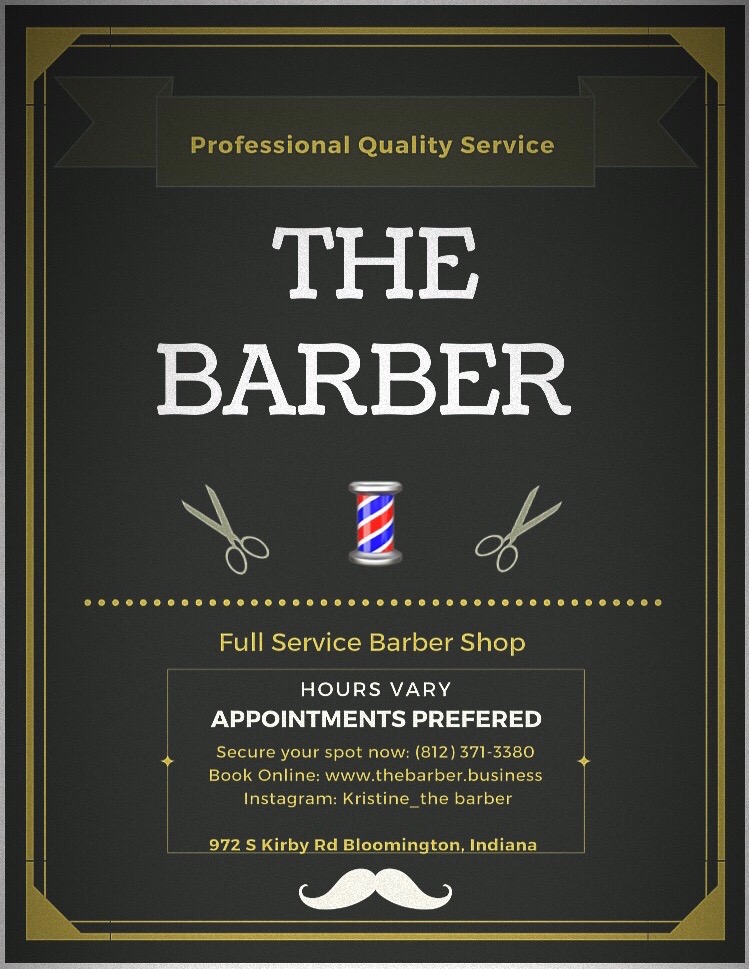 Professional Quality Service
THE
BARBER
Full Service Barber Shop
HOURS VARY
APPOINTMENTS PREFERED
Secure your spot now: (812) 371-3380
Book Online: www.thebarber.business
Instagram: Kristine_the barber
972 S Kirby Rd Bloomington, Indiana